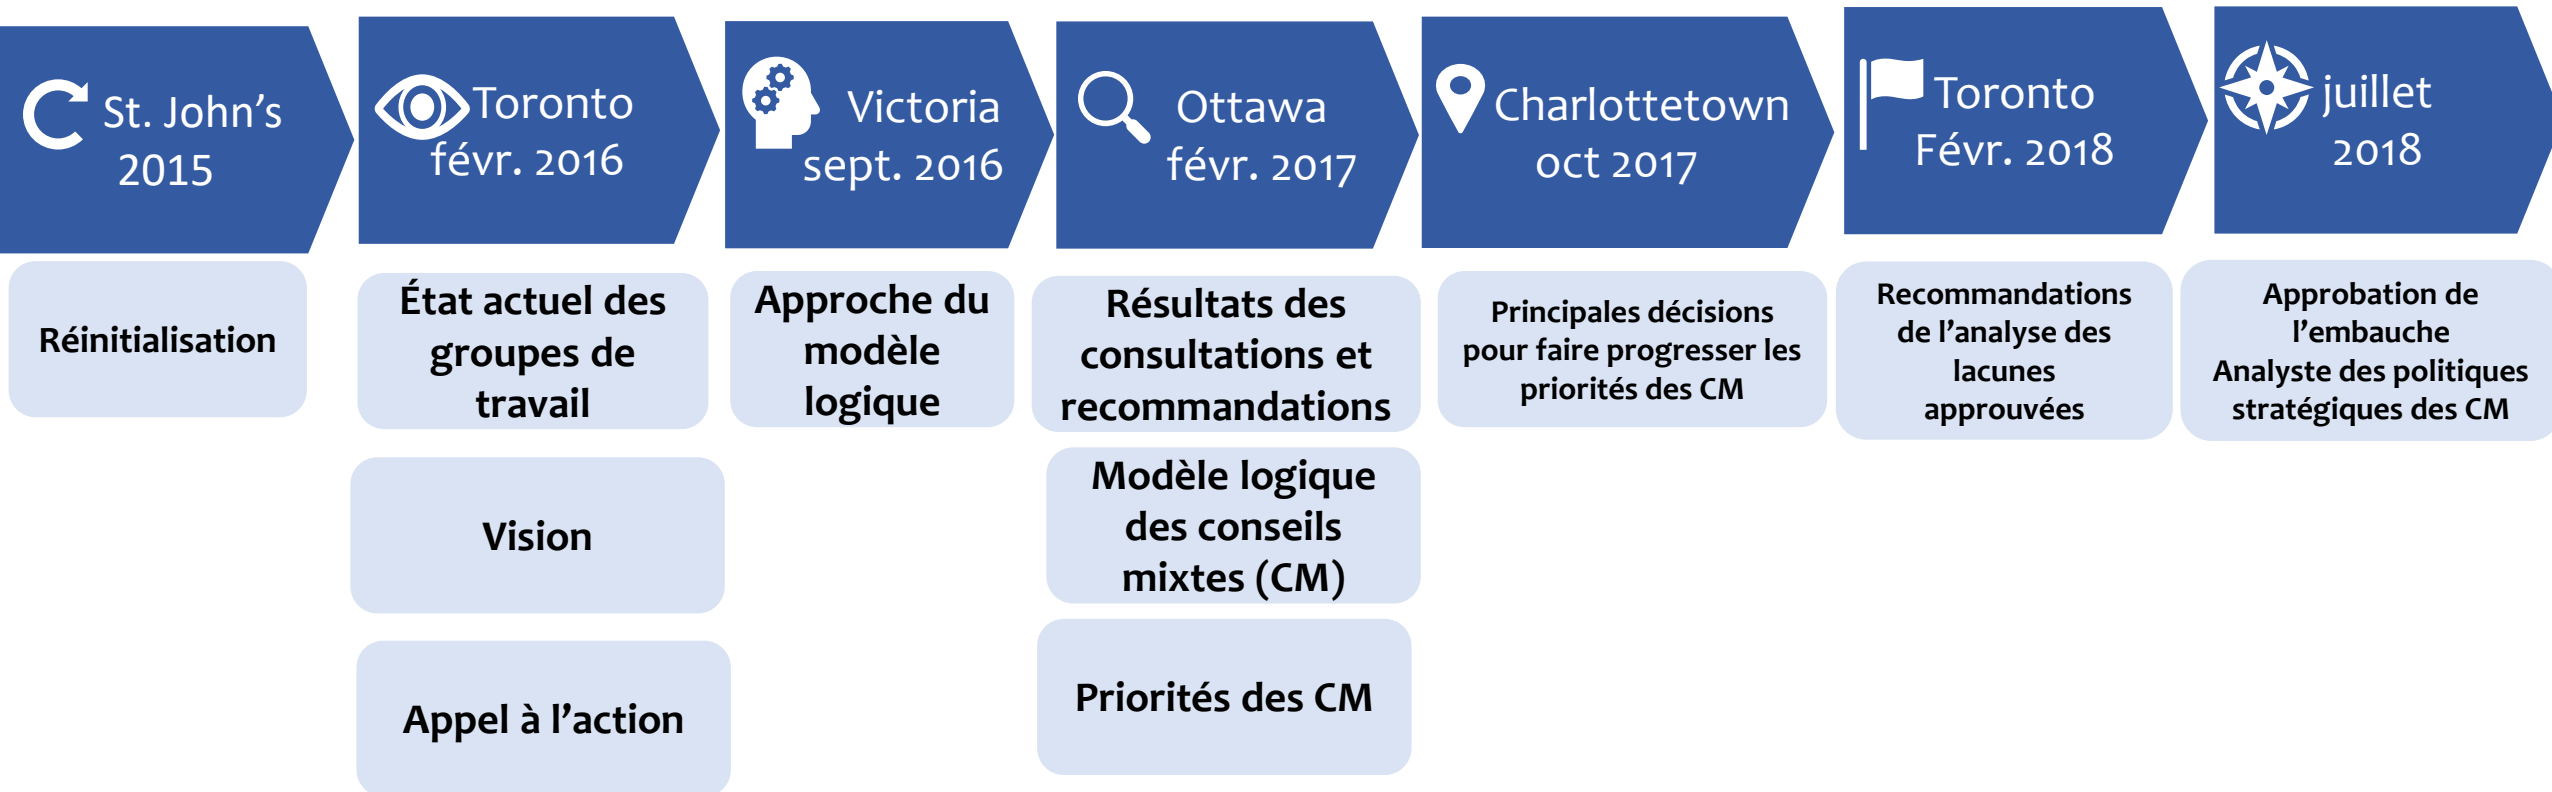 St. John’s
2015
Toronto
févr. 2016
Victoria
sept. 2016
Ottawa
févr. 2017
Charlottetown
oct 2017
Toronto
Févr. 2018
juillet
2018
Réinitialisation
État actuel des
groupes de
travail
Vision
Appel à l’action
Approche du
modèle
logique
Résultats des
consultations et
recommandations
Modèle logique
des conseils
mixtes (CM)
Priorités des CM
Principales décisions
pour faire progresser les
priorités des CM
Recommandations
de l’analyse des
lacunes
approuvées
Approbation de
l’embauche
Analyste des politiques
stratégiques des CM